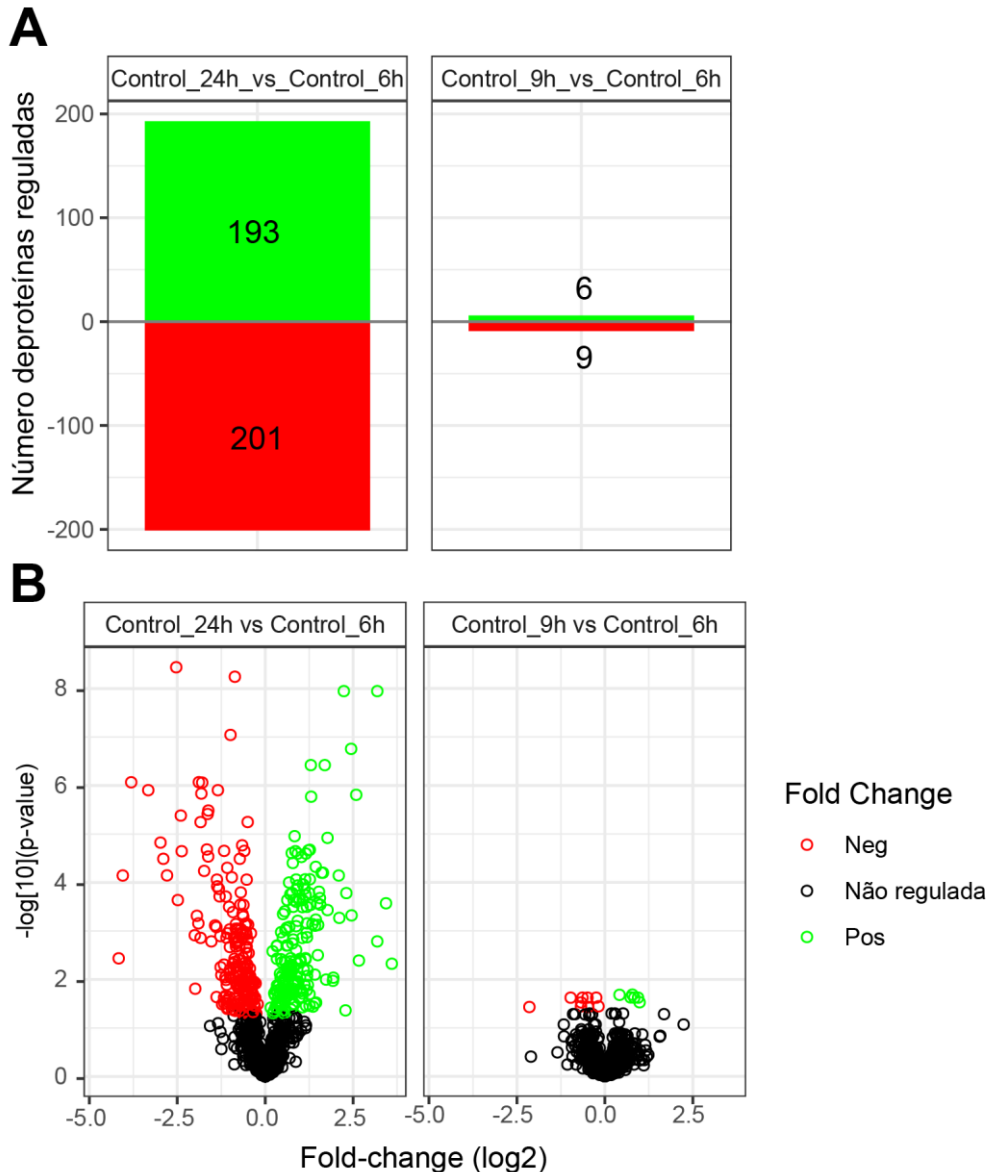 A
Control_24h_vs_Control_6h
Control_9h_vs_Control_6h
Número deproteínas reguladas
200
100
0
-100
-200
193
201
6
9
B
Control_24h vs Control_6h
Control_9h vs Control_6h
-log[10](p-value)
8
6
4
2
0
-5.0
-2.5
0.0
2.5
-5.0
-2.5
0.0
2.5
Fold-change (log2)
Fold Change
Neg
Não regulada
Pos